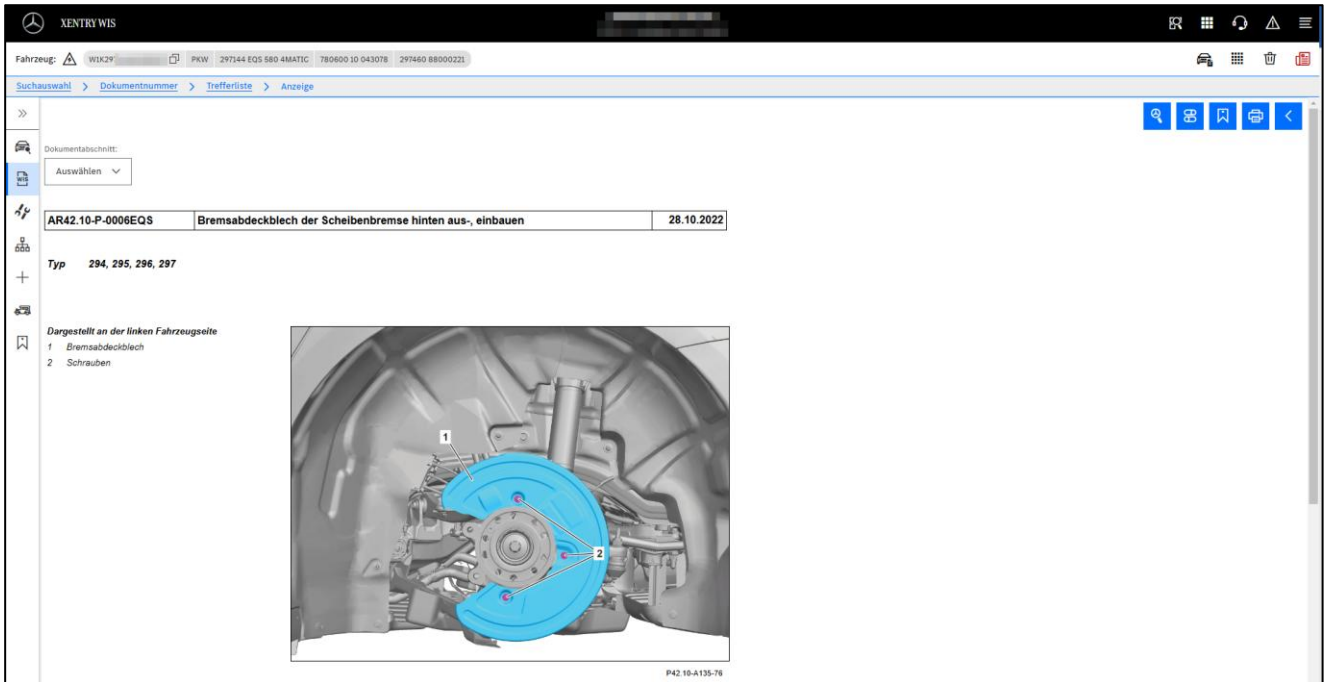 XENTRY WIS
Fahrzeug: W1K29 PKW 297144 EQS 580 4MATIC 780600 10 043078 297460 88000221
Suchauswahl > Dokumentnummer > Trefferliste > Anzeige
Dokumentabschnitt:
WIS
Auswählen
AR42.10-P-0006EQS Bremsabdeckblech der Scheibenbremse hinten aus-, einbauen 28.10.2022
Typ 294, 295, 296, 297
Dargestellt an der linken Fahrzeugseite
1 Bremsabdeckblech
2 Schrauben
1
2
P42.10-A135-76